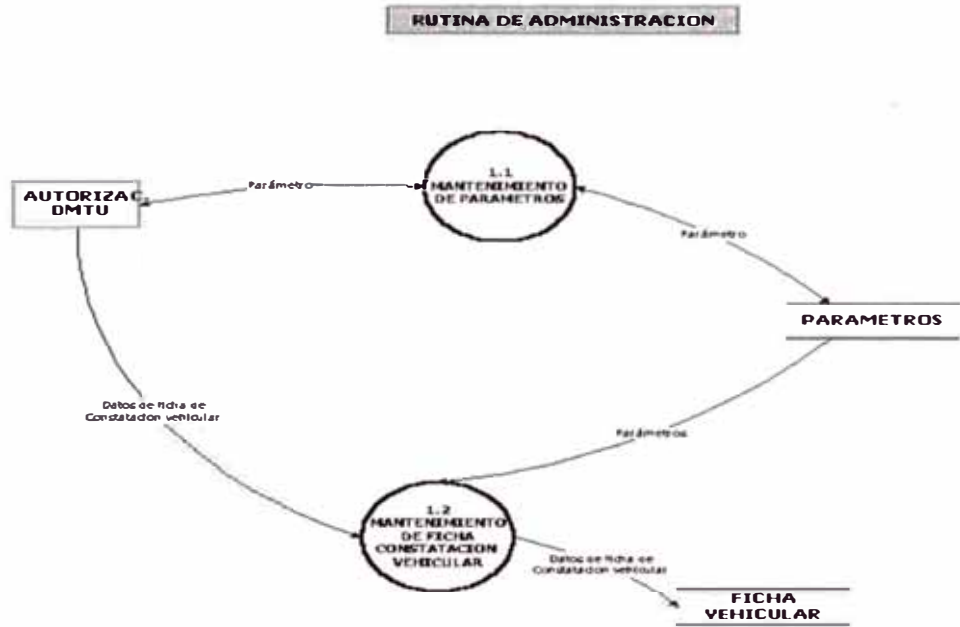 RUTINA DE ADMINISTRACION
1.1
MANTENIMIENTO
DE PARAMETROS
Parámetro
AUTORIZAC.
DMTU
Parámetro
PARAMETROS
Datos de ficha de
Constatacion vehicular
Parámetros
1.2
MANTENIMIENTO
DE FICHA
CONSTATACION
VEHICULAR
Datos de ficha de
Constatacion vehicular
FICHA
VEHICULAR